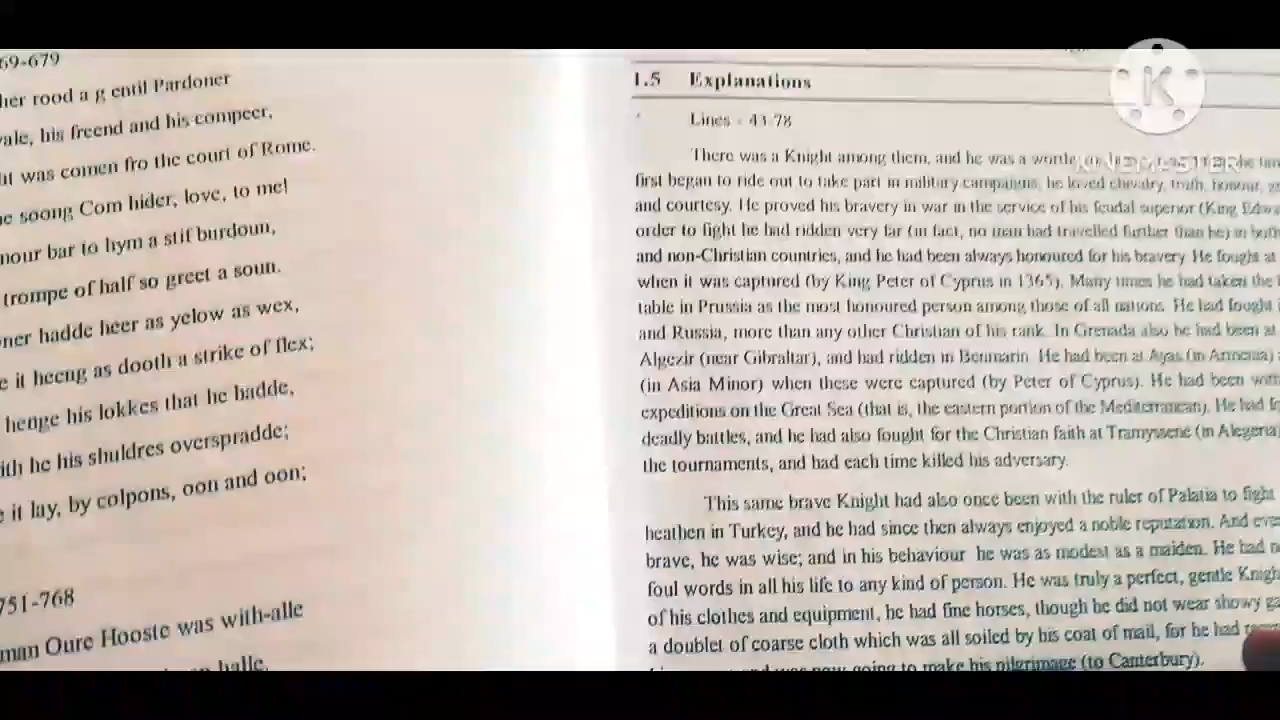 69-679
her rood a g entil Pardoner
vale, his freend and his compeer,
at was comen fro the court of Rome.
e soong Com hider, love, to me!
nour bar to hym a stif burdoun,
trompe of half so greet a soun.
ner hadde heer as yelow as wex,
e it heeng as dooth a strike of flex;
henge his lokkes that he hadde,
ith he his shuldres overspradde;
e it lay, by colpons, oon and oon;
751-768
man Oure Hooste was with-alle
halle,
1.5 Explanations
Lines - 43-78
There was a Knight among them, and he was a
first began to ride out to take part in military campaigns, he loved chivalry, truth, honour,
and courtesy. He proved his bravery in war in the service of his feudal superior (King Edw
order to fight he had ridden very far (in fact, no man had travelled further than he) in both
and non-Christian countries, and he had been always honoured for his bravery He fought at
when it was captured (by King Peter of Cyprus in 1365). Many times he had taken the
table in Prussia as the most honoured person among those of all nations. He had fought
and Russia, more than any other Christian of his rank. In Grenada also he had been at
Algezir (near Gibraltar), and had ridden in Benmarin. He had been at Ayas (in Armenia)
(in Asia Minor) when these were captured (by Peter of Cyprus). He had been with
expeditions on the Great Sea (that is, the eastern portion of the Mediterranean). He had
deadly battles, and he had also fought for the Christian faith at Tramyssene (in Alegeria
the tournaments, and had each time killed his adversary.
This same brave Knight had also once been with the ruler of Palatia to fight
heathen in Turkey, and he had since then always enjoyed a noble reputation. And eve
brave, he was wise; and in his behaviour he was as modest as a maiden. He had n
foul words in all his life to any kind of person. He was truly a perfect, gentle Knigh
of his clothes and equipment, he had fine horses, though he did not wear showy ga
a doublet of coarse cloth which was all soiled by his coat of mail, for he had
and was now going to make his pilgrimage (to Canterbury).
K
KINEMASTER